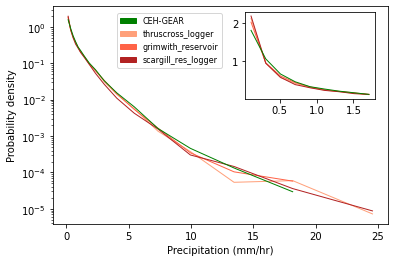 CEH-GEAR
thruscross_logger
grimwith_reservoir
scargill_res_logger
2
1
0.5 1.0 1.5
10⁰
10⁻¹
10⁻²
10⁻³
10⁻⁴
10⁻⁵
Probability density
0 5 10 15 20 25
Precipitation (mm/hr)